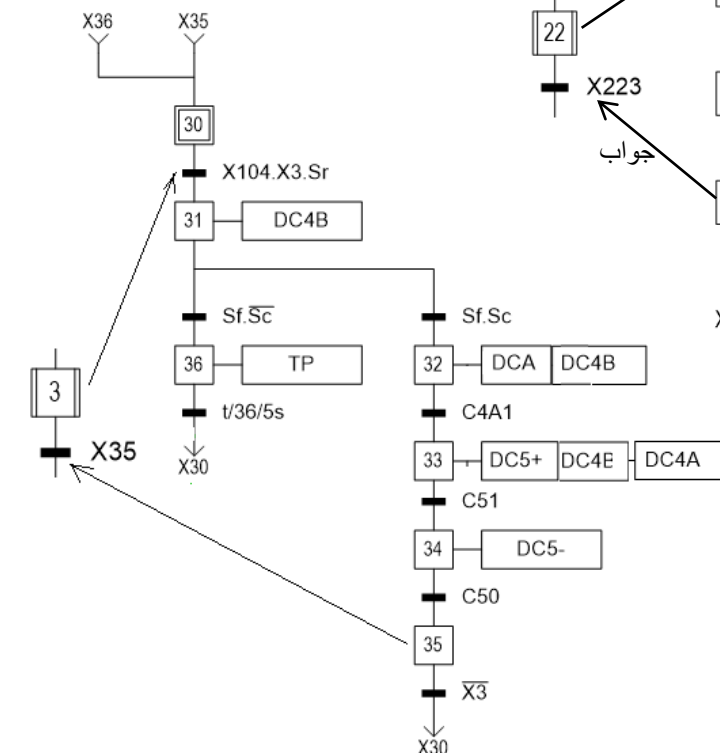 X36 X35
22
X223
جواب
30
X104.X3.Sr
31 DC4B
Sf.S̅c̅ Sf.Sc
36 TP
32 DCA DC4B
3
t/36/5s C4A1
X35
X30
33 DC5+ DC4E DC4A
C51
34 DC5-
C50
35
X̅3̅
X30